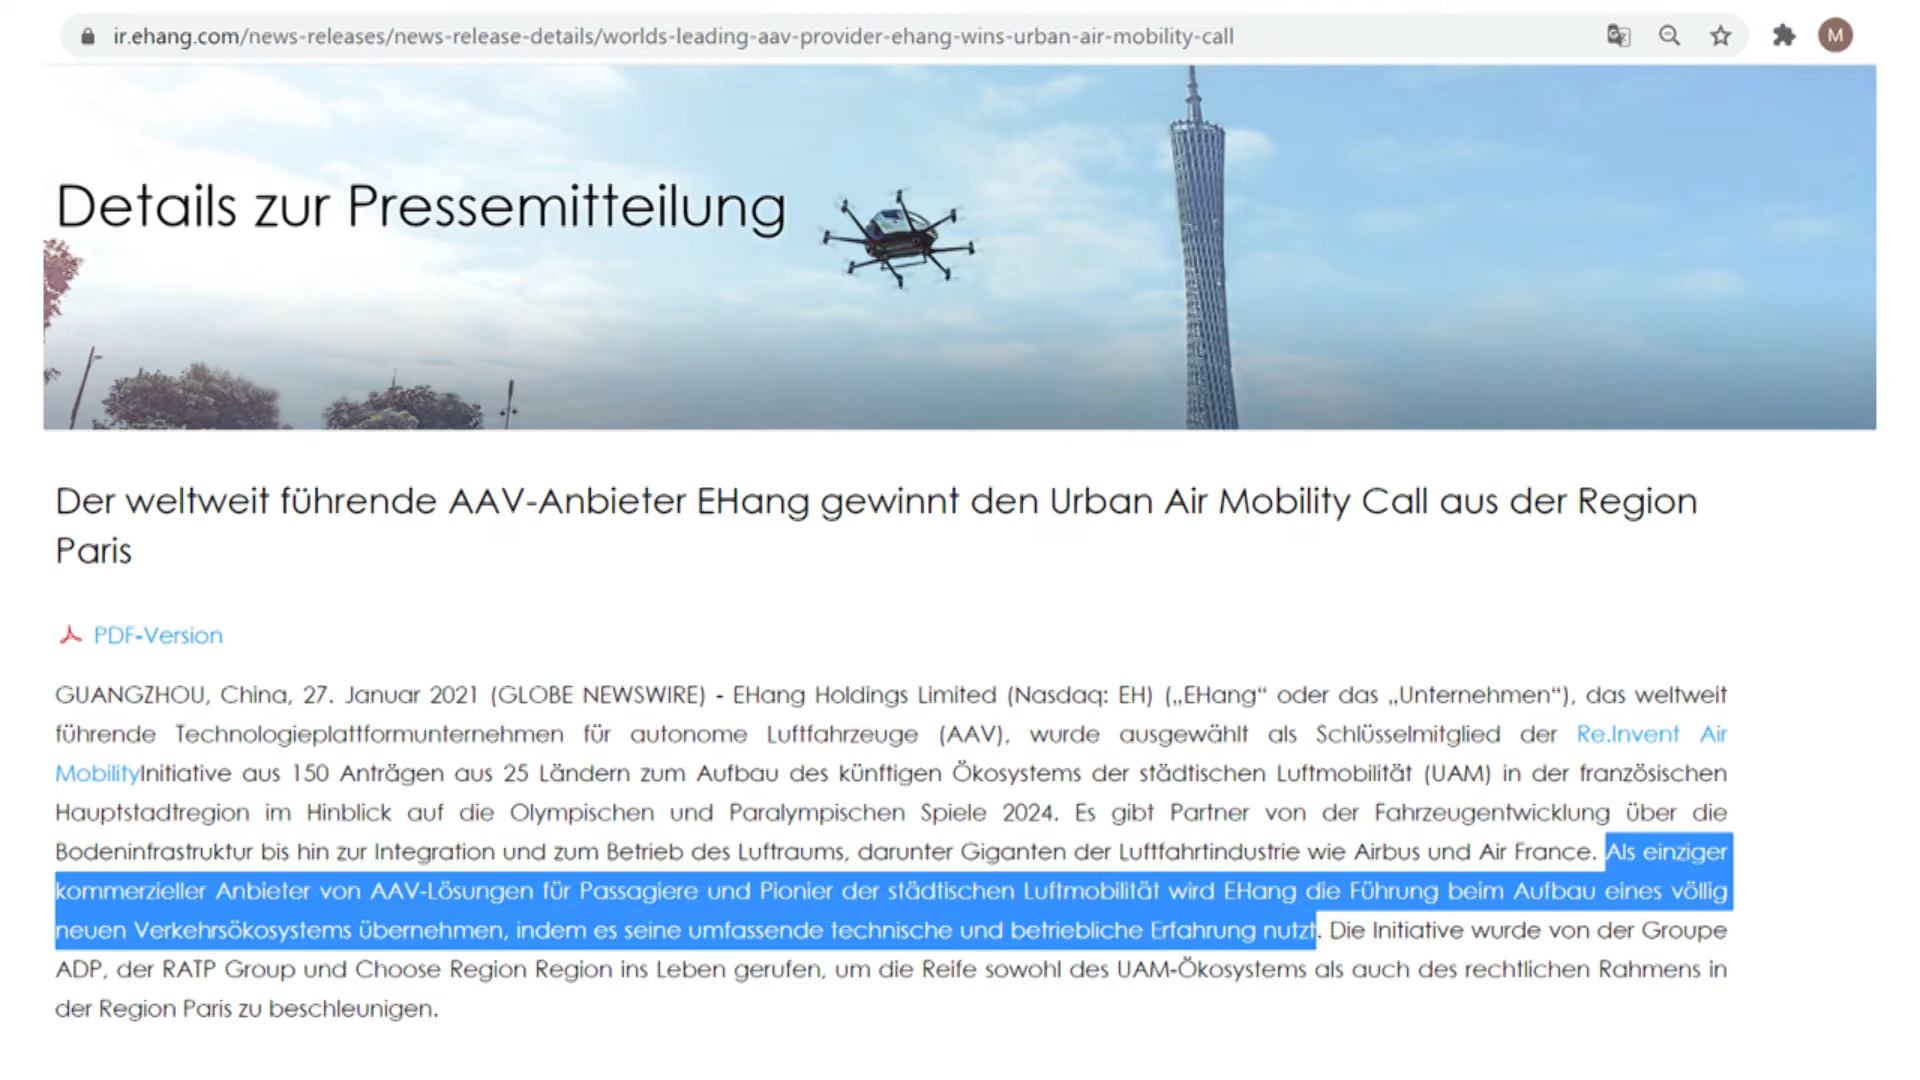 ir.ehang.com/news-releases/news-release-details/worlds-leading-aav-provider-ehang-wins-urban-air-mobility-call
M
Details zur Pressemitteilung
Der weltweit führende AAV-Anbieter EHang gewinnt den Urban Air Mobility Call aus der Region
Paris
PDF-Version
GUANGZHOU, China, 27. Januar 2021 (GLOBE NEWSWIRE) - EHang Holdings Limited (Nasdaq: EH) („EHang“ oder das „Unternehmen“), das weltweit
führende Technologieplattformunternehmen für autonome Luftfahrzeuge (AAV), wurde ausgewählt als Schlüsselmitglied der Re.Invent Air
MobilityInitiative aus 150 Anträgen aus 25 Ländern zum Aufbau des künftigen Ökosystems der städtischen Luftmobilität (UAM) in der französischen
Hauptstadtregion im Hinblick auf die Olympischen und Paralympischen Spiele 2024. Es gibt Partner von der Fahrzeugentwicklung über die
Bodeninfrastruktur bis hin zur Integration und zum Betrieb des Luftraums, darunter Giganten der Luftfahrtindustrie wie Airbus und Air France. Als einziger
kommerzieller Anbieter von AAV-Lösungen für Passagiere und Pionier der städtischen Luftmobilität wird EHang die Führung beim Aufbau eines völlig
neuen Verkehrsökosystems übernehmen, indem es seine umfassende technische und betriebliche Erfahrung nutzt. Die Initiative wurde von der Groupe
ADP, der RATP Group und Choose Region Region ins Leben gerufen, um die Reife sowohl des UAM-Ökosystems als auch des rechtlichen Rahmens in
der Region Paris zu beschleunigen.